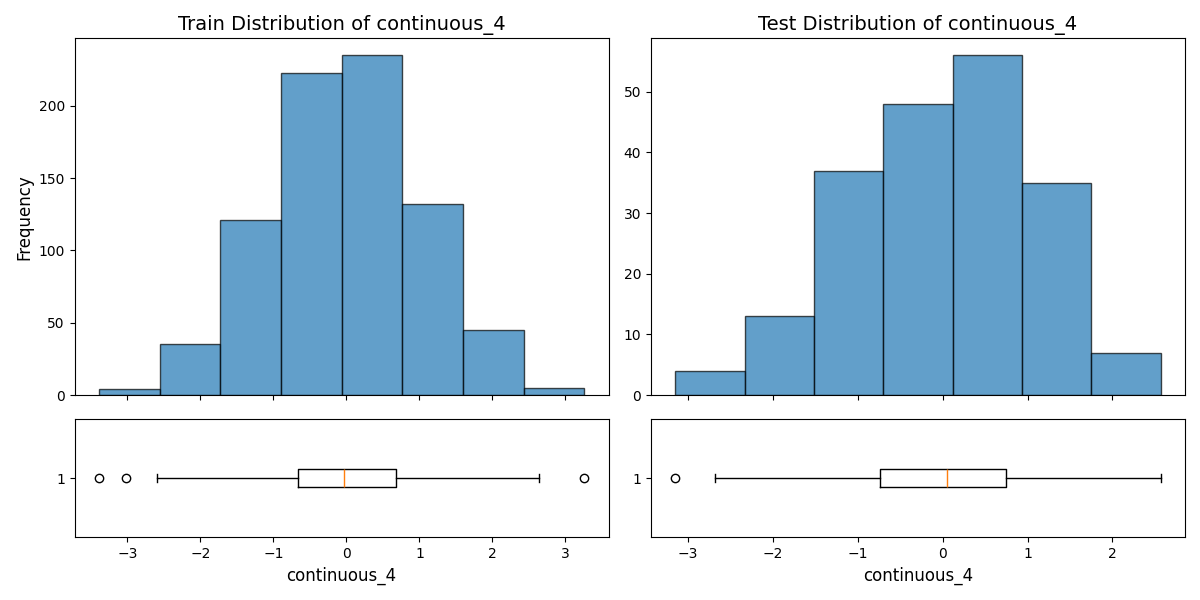 Train Distribution of continuous_4
Test Distribution of continuous_4
Frequency
200
150
100
50
0
50
40
30
20
10
0
1
1
−3 −2 −1 0 1 2 3
−3 −2 −1 0 1 2
continuous_4
continuous_4